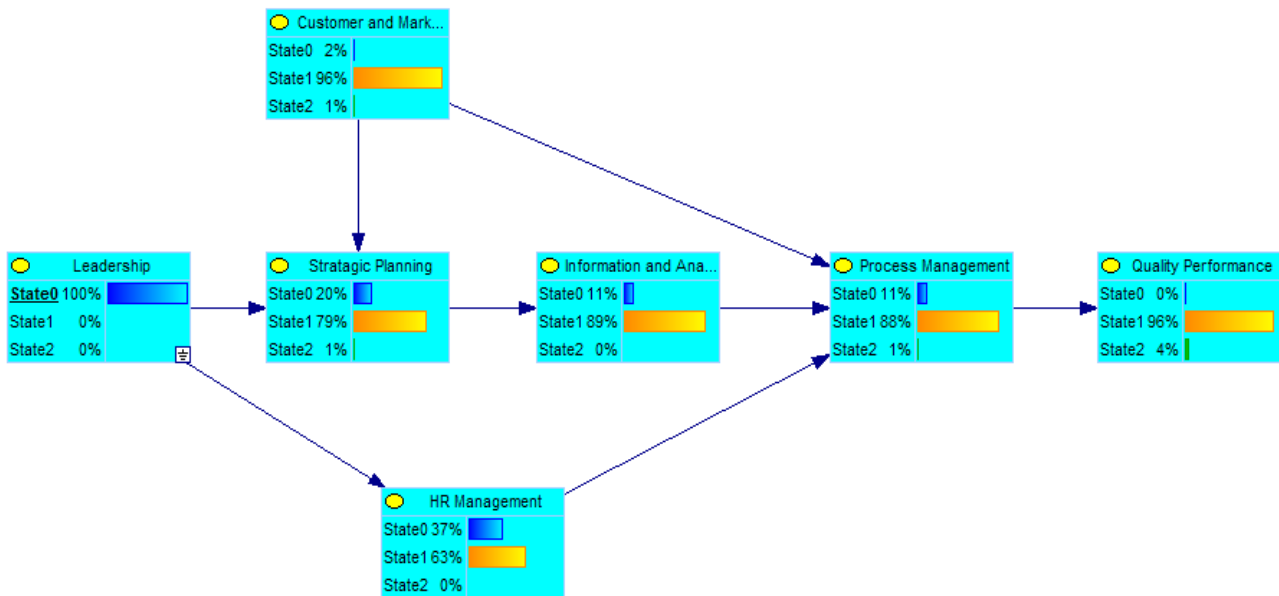 Customer and Mark...
State0 2%
State1 96%
State2 1%
Leadership
State0 100%
State1 0%
State2 0%
Stratagic Planning
State0 20%
State1 79%
State2 1%
Information and Ana...
State0 11%
State1 89%
State2 0%
Process Management
State0 11%
State1 88%
State2 1%
Quality Performance
State0 0%
State1 96%
State2 4%
HR Management
State0 37%
State1 63%
State2 0%